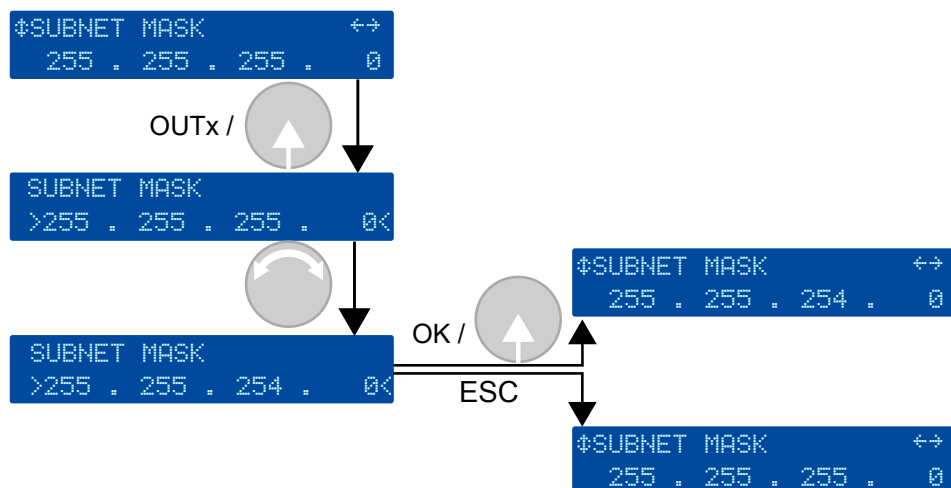 ⇕SUBNET MASK ←→
255 . 255 . 255 . 0
OUTx /
SUBNET MASK
>255 . 255 . 255 . 0<
SUBNET MASK
>255 . 255 . 254 . 0<
OK /
ESC
⇕SUBNET MASK ←→
255 . 255 . 254 . 0
⇕SUBNET MASK ←→
255 . 255 . 255 . 0